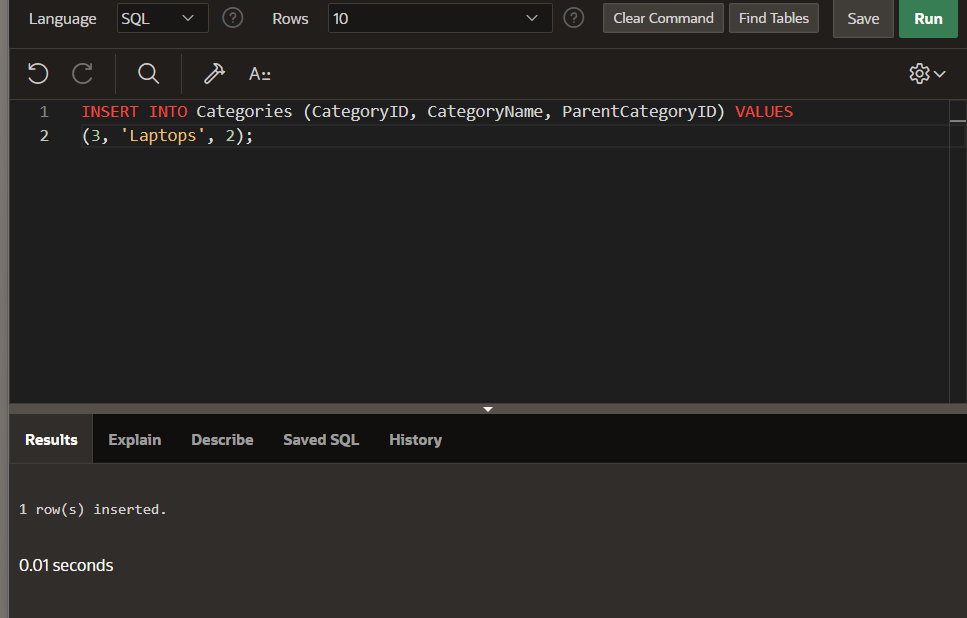 Language SQL ? Rows 10 ? Clear Command Find Tables Save Run
A::
1 INSERT INTO Categories (CategoryID, CategoryName, ParentCategoryID) VALUES
2 (3, 'Laptops', 2);
Results Explain Describe Saved SQL History
1 row(s) inserted.
0.01 seconds